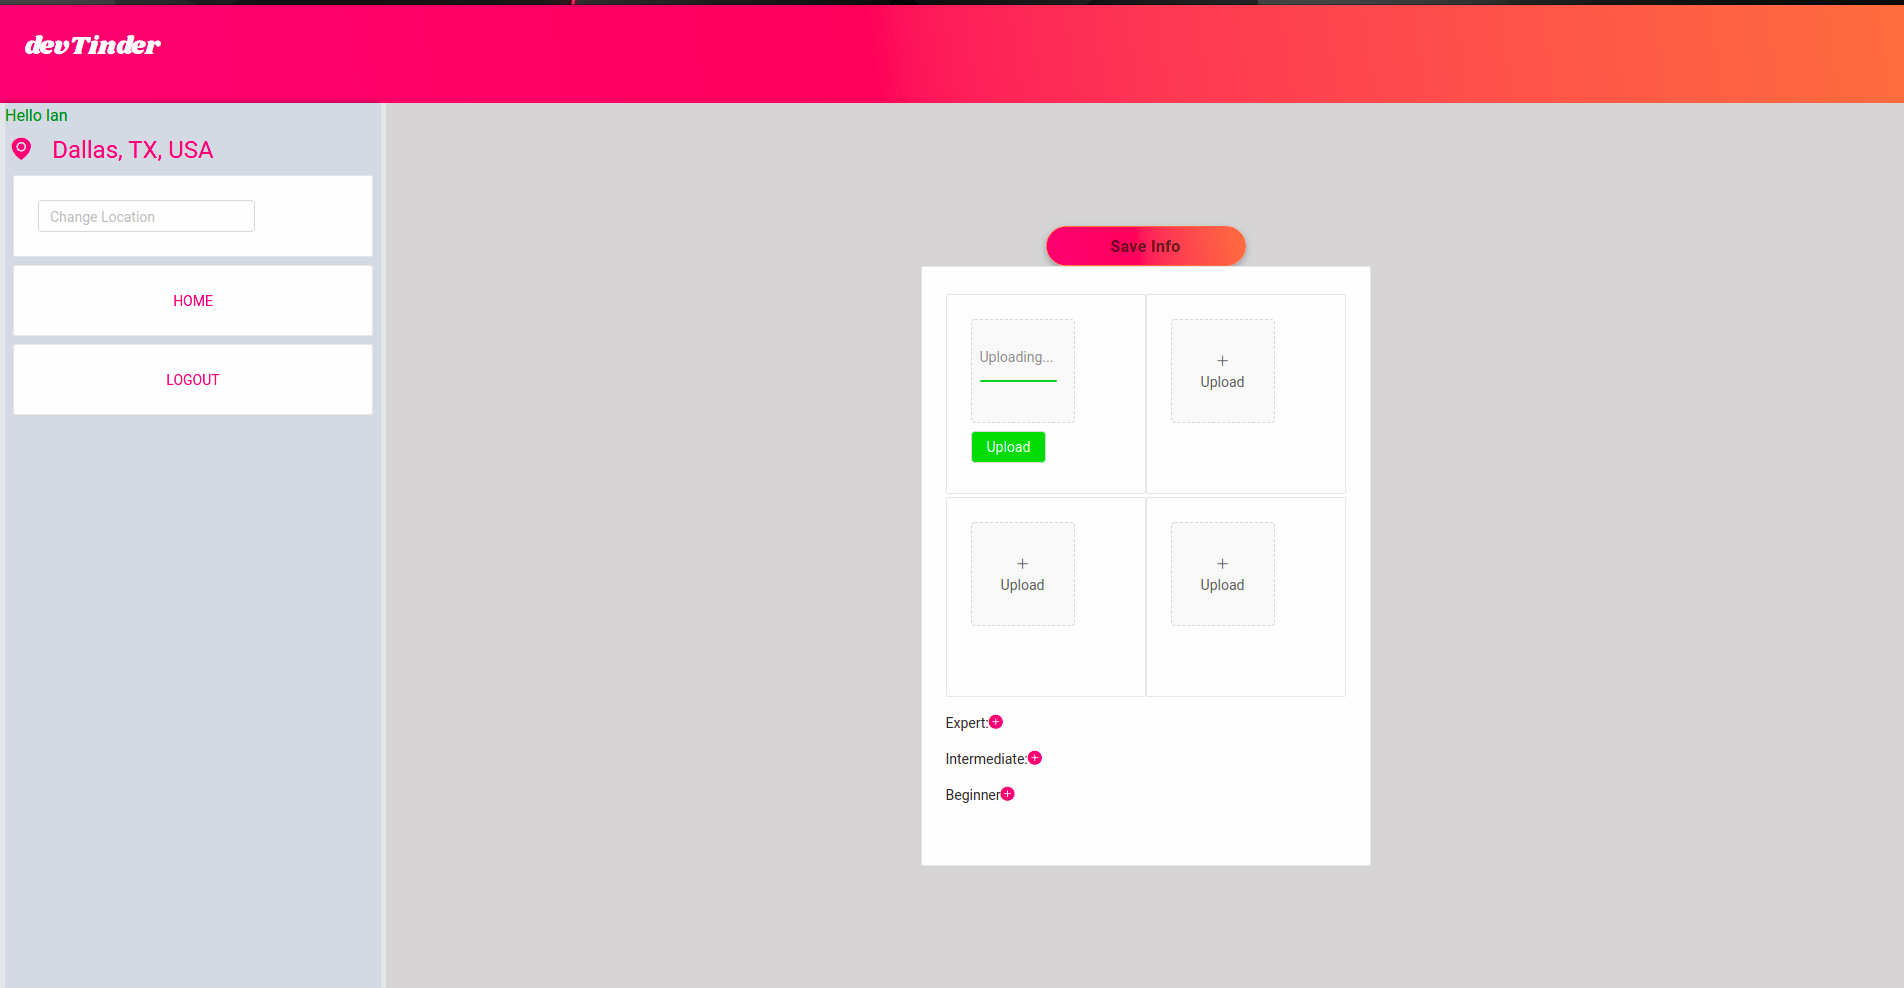 devTinder
Hello Ian
Dallas, TX, USA
Change Location
HOME
LOGOUT
Save Info
Uploading...
Upload
Upload
Upload
Upload
Expert:
Intermediate:
Beginner